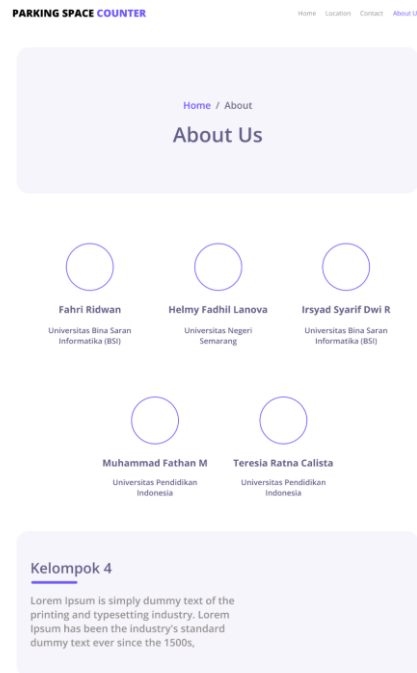 PARKING SPACE COUNTER
Home Location Contact About U
Home / About
About Us
Fahri Ridwan
Universitas Bina Saran
Informatika (BSI)
Helmy Fadhil Lanova
Universitas Negeri
Semarang
Irsyad Syarif Dwi R
Universitas Bina Saran
Informatika (BSI)
Muhammad Fathan M
Universitas Pendidikan
Indonesia
Teresia Ratna Calista
Universitas Pendidikan
Indonesia
Kelompok 4
Lorem Ipsum is simply dummy text of the
printing and typesetting industry. Lorem
Ipsum has been the industry's standard
dummy text ever since the 1500s,